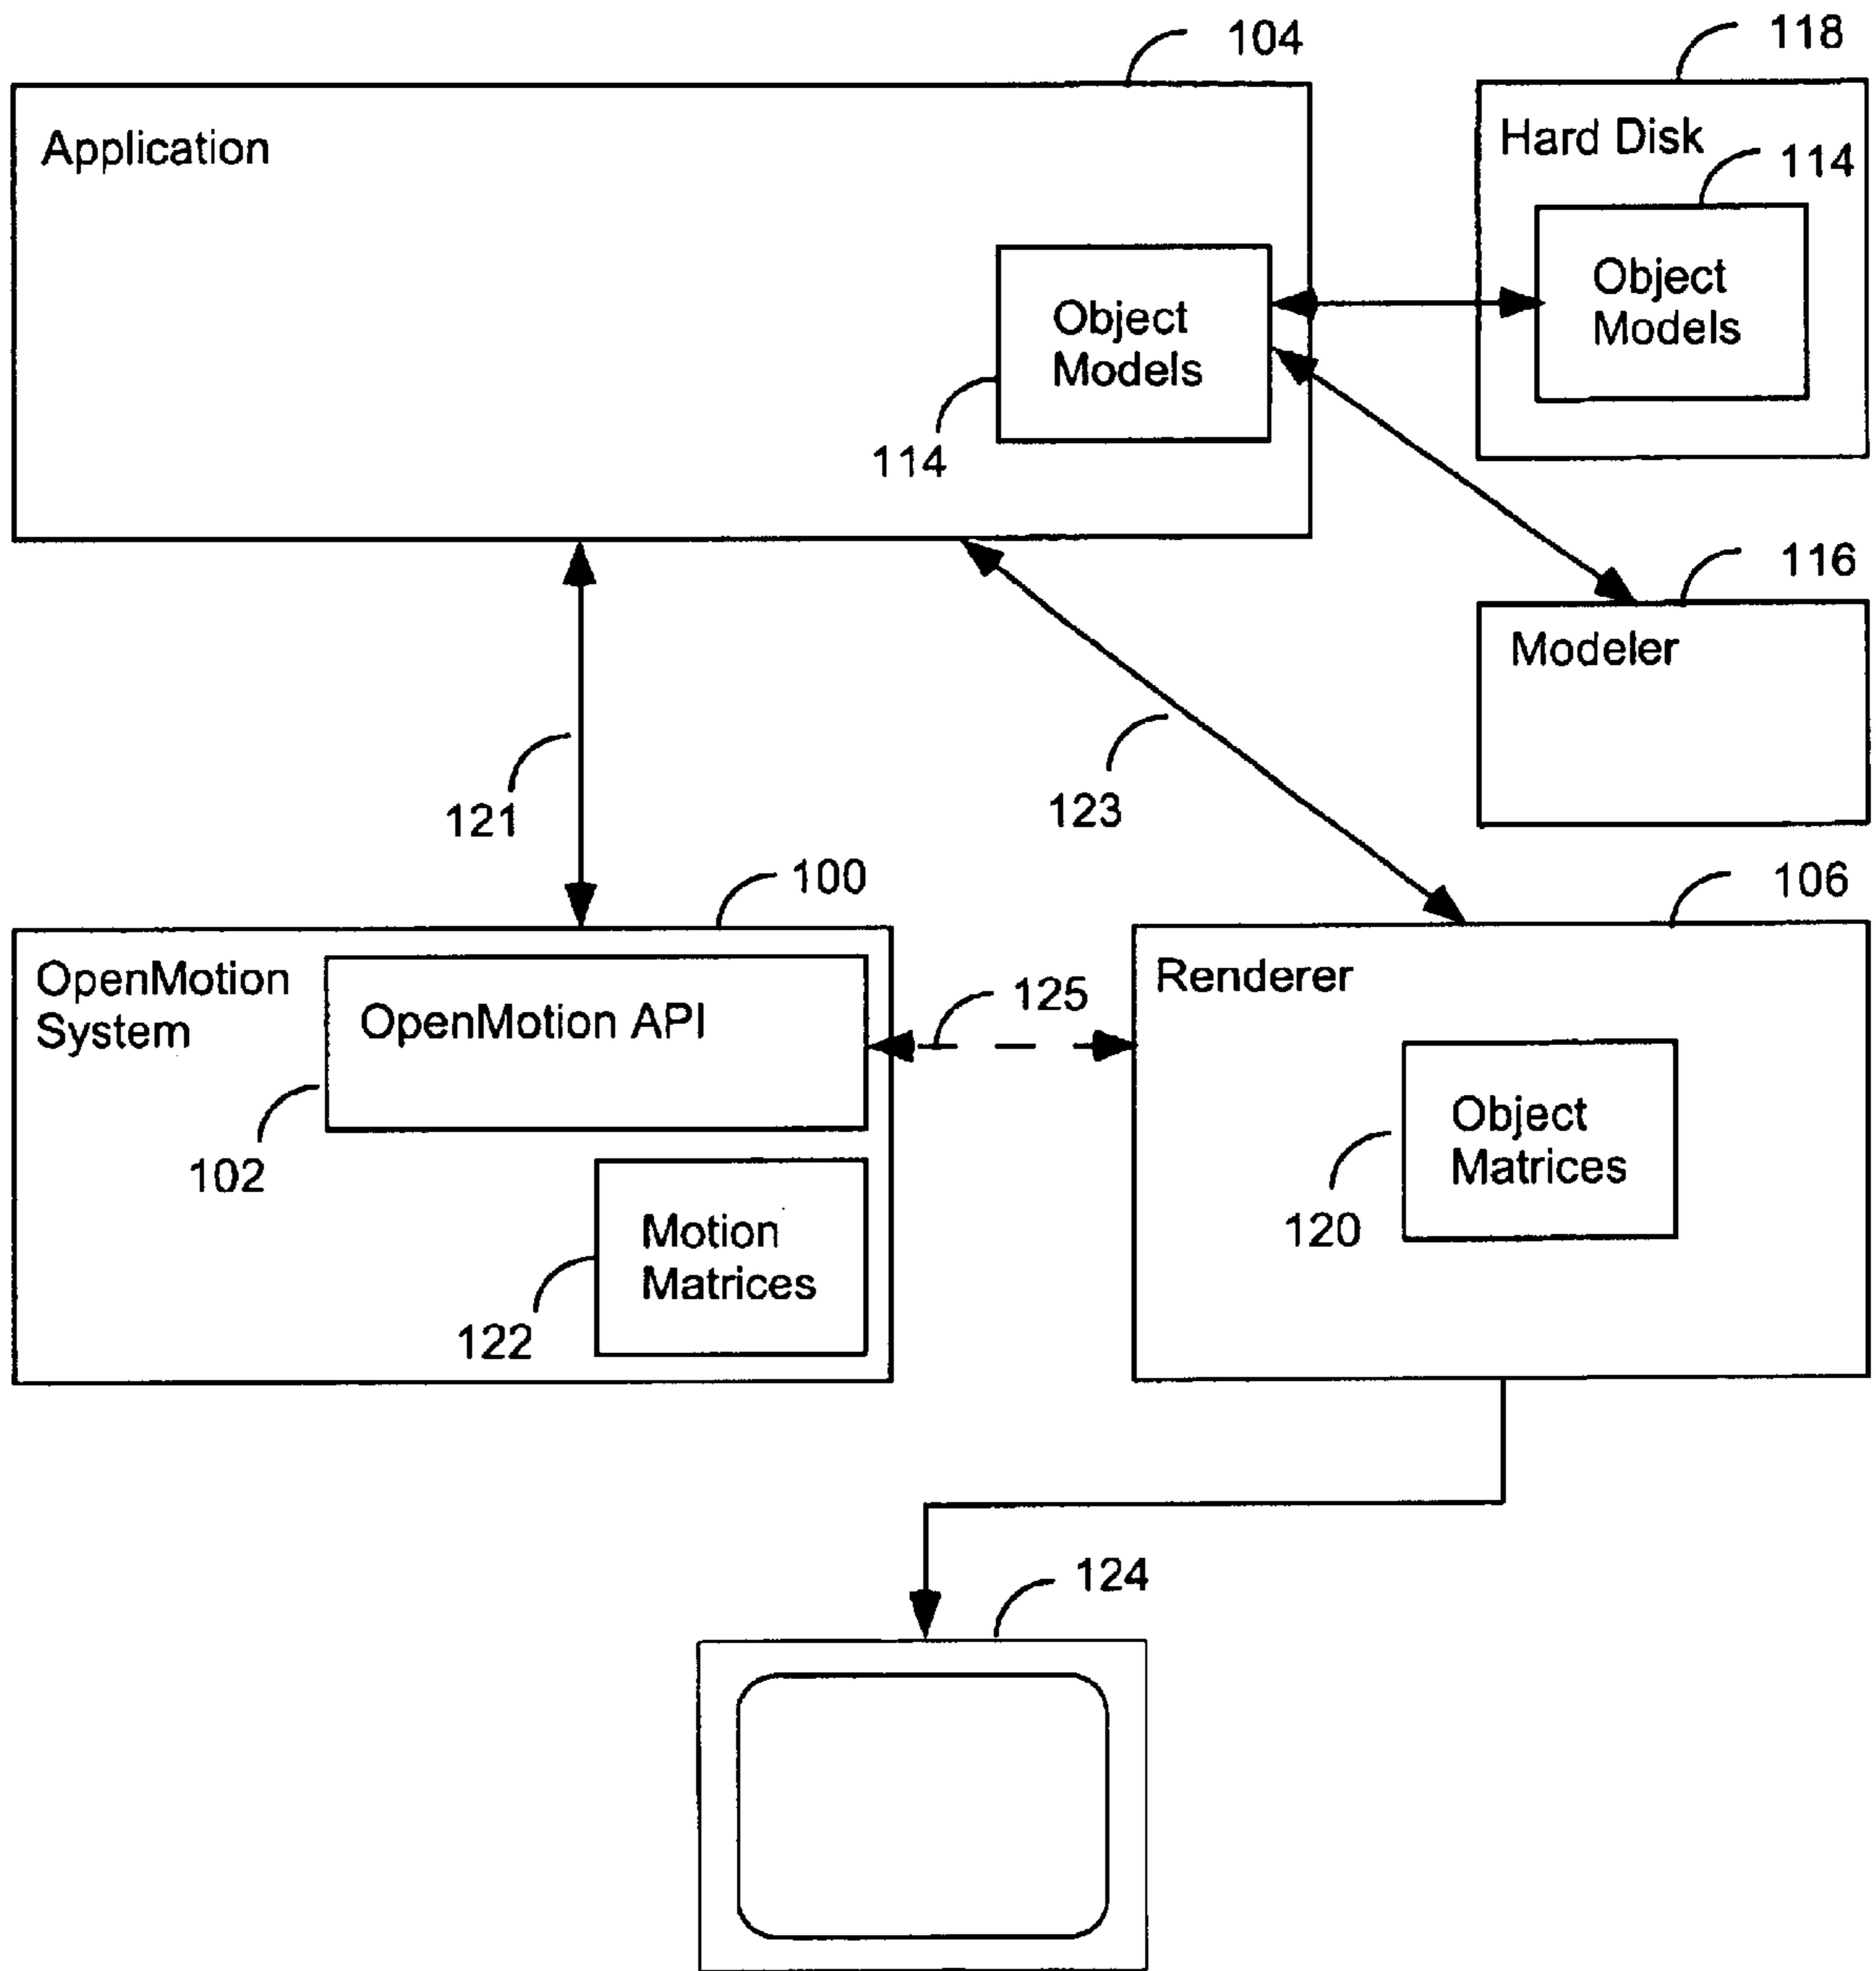 104
118
Application
Hard Disk
114
Object
Models
Object
Models
114
116
Modeler
121
123
100
106
OpenMotion
System
OpenMotion API
125
Renderer
102
Object
Matrices
120
Motion
Matrices
122
124